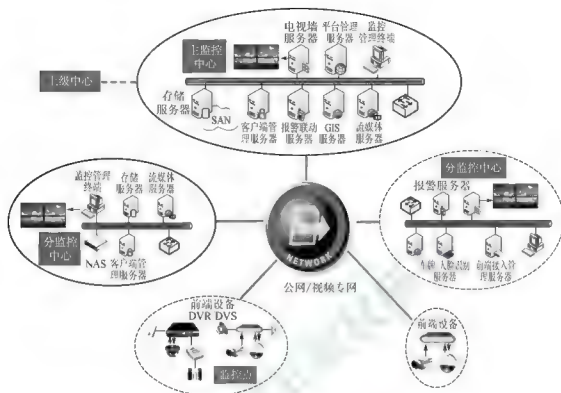 上级中心
主监控
中心
电视墙
服务器
平台管理
服务器
监控
管理终端
存储
服务器
SAN
客户端管
理服务器
报警联动
服务器
GIS
服务器
流媒体
服务器
监控管理
终端
存储
服务器
流媒体
服务器
分监控
中心
NAS
客户端管
理服务器
分监控中心
报警服务器
车牌/人脸识别
服务器
前端接入管
理服务器
NETWORK
公网/视频专网
前端设备
DVR DVS
监控点
前端设备